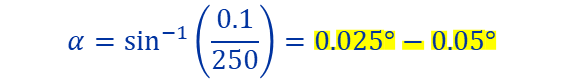 α = sin⁻¹(0.1/250) = 0.025° − 0.05°